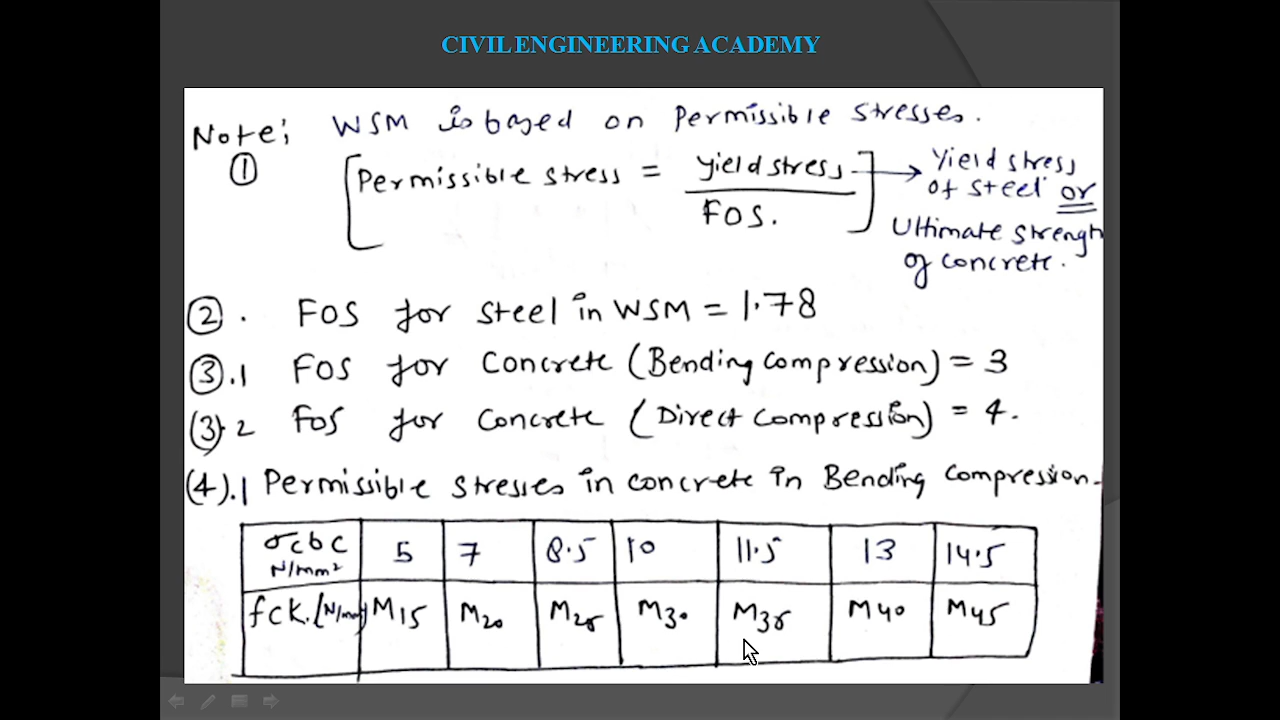 CIVIL ENGINEERING ACADEMY
Note; WSM is based on Permissible Stresses.
① [Permissible stress = Yield stress / FOS.] → Yield stress of steel or Ultimate Strength of concrete.
②. FOS for steel in WSM = 1.78
③.1 FOS for Concrete (Bending Compression) = 3
(3).2 FOS for Concrete (Direct Compression) = 4.
(4).1 Permissible Stresses in concrete in Bending Compression.
σcbc N/mm² 5 7 8.5 10 11.5 13 14.5
fck.(N/mm²) M15 M20 M25 M30 M35 M40 M45